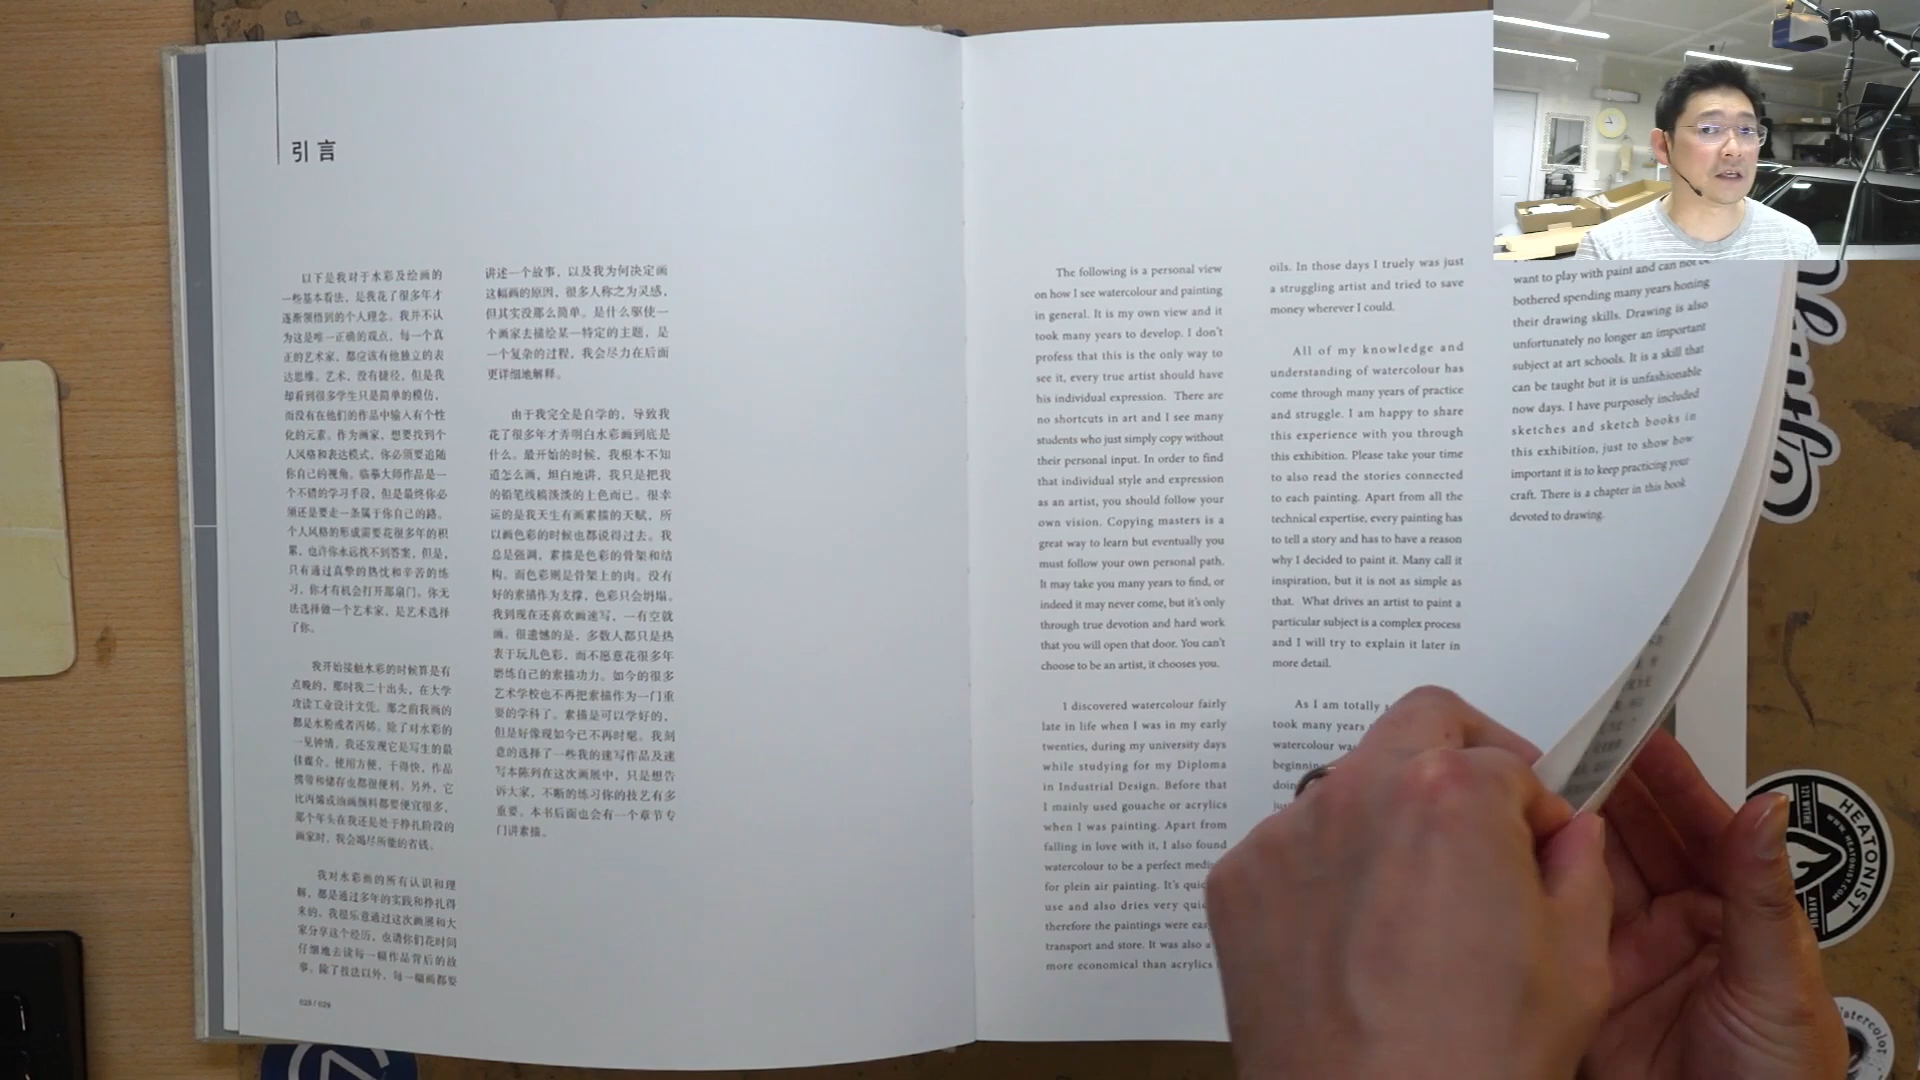 引言
以下是我对于水彩及绘画的
一些基本看法，是我花了很多年才
逐渐领悟到的个人理念。我并不认
为这是唯一正确的观点，每一个真
正的艺术家，都应该有他独立的表
达思维。艺术，没有捷径，但是我
却看到很多学生只是简单的模仿，
而没有在他们的作品中输入有个性
化的元素。作为画家，想要找到个
人风格和表达模式，你必须要追随
你自己的视角。临摹大师作品是一
个不错的学习手段，但是最终你必
须还是要走一条属于你自己的路。
个人风格的形成需要花很多年的积
累，也许你永远找不到答案，但是，
只有通过真挚的热忱和辛苦的练
习，你才有机会打开那扇门。你无
法选择做一个艺术家，是艺术选择
了你。
我开始接触水彩的时候算是有
点晚的，那时我二十出头，在大学
攻读工业设计文凭。那之前我画的
都是水粉或者丙烯。除了对水彩的
一见钟情，我还发现它是写生的最
佳媒介。使用方便，干得快，作品
携带和储存也都很便利。另外，它
比丙烯或油画颜料都要便宜很多，
那个年头在我还是处于挣扎阶段的
画家时，我会竭尽所能的省钱。
我对水彩画的所有认识和理
解，都是通过多年的实践和挣扎得
来的，我很乐意通过这次画展和大
家分享这个经历，也请你们花时间
仔细地去读每一幅作品背后的故
事。除了技法以外，每一幅画都要
028 / 029
讲述一个故事，以及我为何决定画
这幅画的原因，很多人称之为灵感，
但其实没那么简单。是什么驱使一
个画家去描绘某一特定的主题，是
一个复杂的过程，我会尽力在后面
更详细地解释。
由于我完全是自学的，导致我
花了很多年才弄明白水彩画到底是
什么。最开始的时候，我根本不知
道怎么画，坦白地讲，我只是把我
的铅笔线稿淡淡的上色而已。很幸
运的是我天生有画素描的天赋，所
以画色彩的时候也都说得过去。我
总是强调，素描是色彩的骨架和结
构。而色彩则是骨架上的肉。没有
好的素描作为支撑，色彩只会坍塌。
我到现在还喜欢画速写，一有空就
画。很遗憾的是，多数人都只是热
衷于玩儿色彩，而不愿意花很多年
磨练自己的素描功力。如今的很多
艺术学校也不再把素描作为一门重
要的学科了。素描是可以学好的，
但是好像现如今已不再时髦。我刻
意的选择了一些我的速写作品及速
写本陈列在这次画展中，只是想告
诉大家，不断的练习你的技艺有多
重要。本书后面也会有一个章节专
门讲素描。
The following is a personal view
on how I see watercolour and painting
in general. It is my own view and it
took many years to develop. I don't
profess that this is the only way to
see it, every true artist should have
his individual expression. There are
no shortcuts in art and I see many
students who just simply copy without
their personal input. In order to find
that individual style and expression
as an artist, you should follow your
own vision. Copying masters is a
great way to learn but eventually you
must follow your own personal path.
It may take you many years to find, or
indeed it may never come, but it's only
through true devotion and hard work
that you will open that door. You can't
choose to be an artist, it chooses you.
I discovered watercolour fairly
late in life when I was in my early
twenties, during my university days
while studying for my Diploma
in Industrial Design. Before that
I mainly used gouache or acrylics
when I was painting. Apart from
falling in love with it, I also found
watercolour to be a perfect
for plein air painting. It's
use and also dries very
therefore the paintings were
transport and store. It was also
more economical than acrylics
oils. In those days I truely was just
a struggling artist and tried to save
money wherever I could.
All of my knowledge and
understanding of watercolour has
come through many years of practice
and struggle. I am happy to share
this experience with you through
this exhibition. Please take your time
to also read the stories connected
to each painting. Apart from all the
technical expertise, every painting has
to tell a story and has to have a reason
why I decided to paint it. Many call it
inspiration, but it is not as simple as
that. What drives an artist to paint a
particular subject is a complex process
and I will try to explain it later in
more detail.
As I am totally
took many years
watercolour
want to play with paint and can not
bothered spending many years honing
their drawing skills. Drawing is also
unfortunately no longer an important
subject at art schools. It is a skill that
can be taught but it is unfashionable
now days. I have purposely included
sketches and sketch books in
this exhibition, just to show how
important it is to keep practicing your
craft. There is a chapter in this book
devoted to drawing.
HEATONIST
WWW.HEATONIST.COM
121 WYTHE
AVENUE